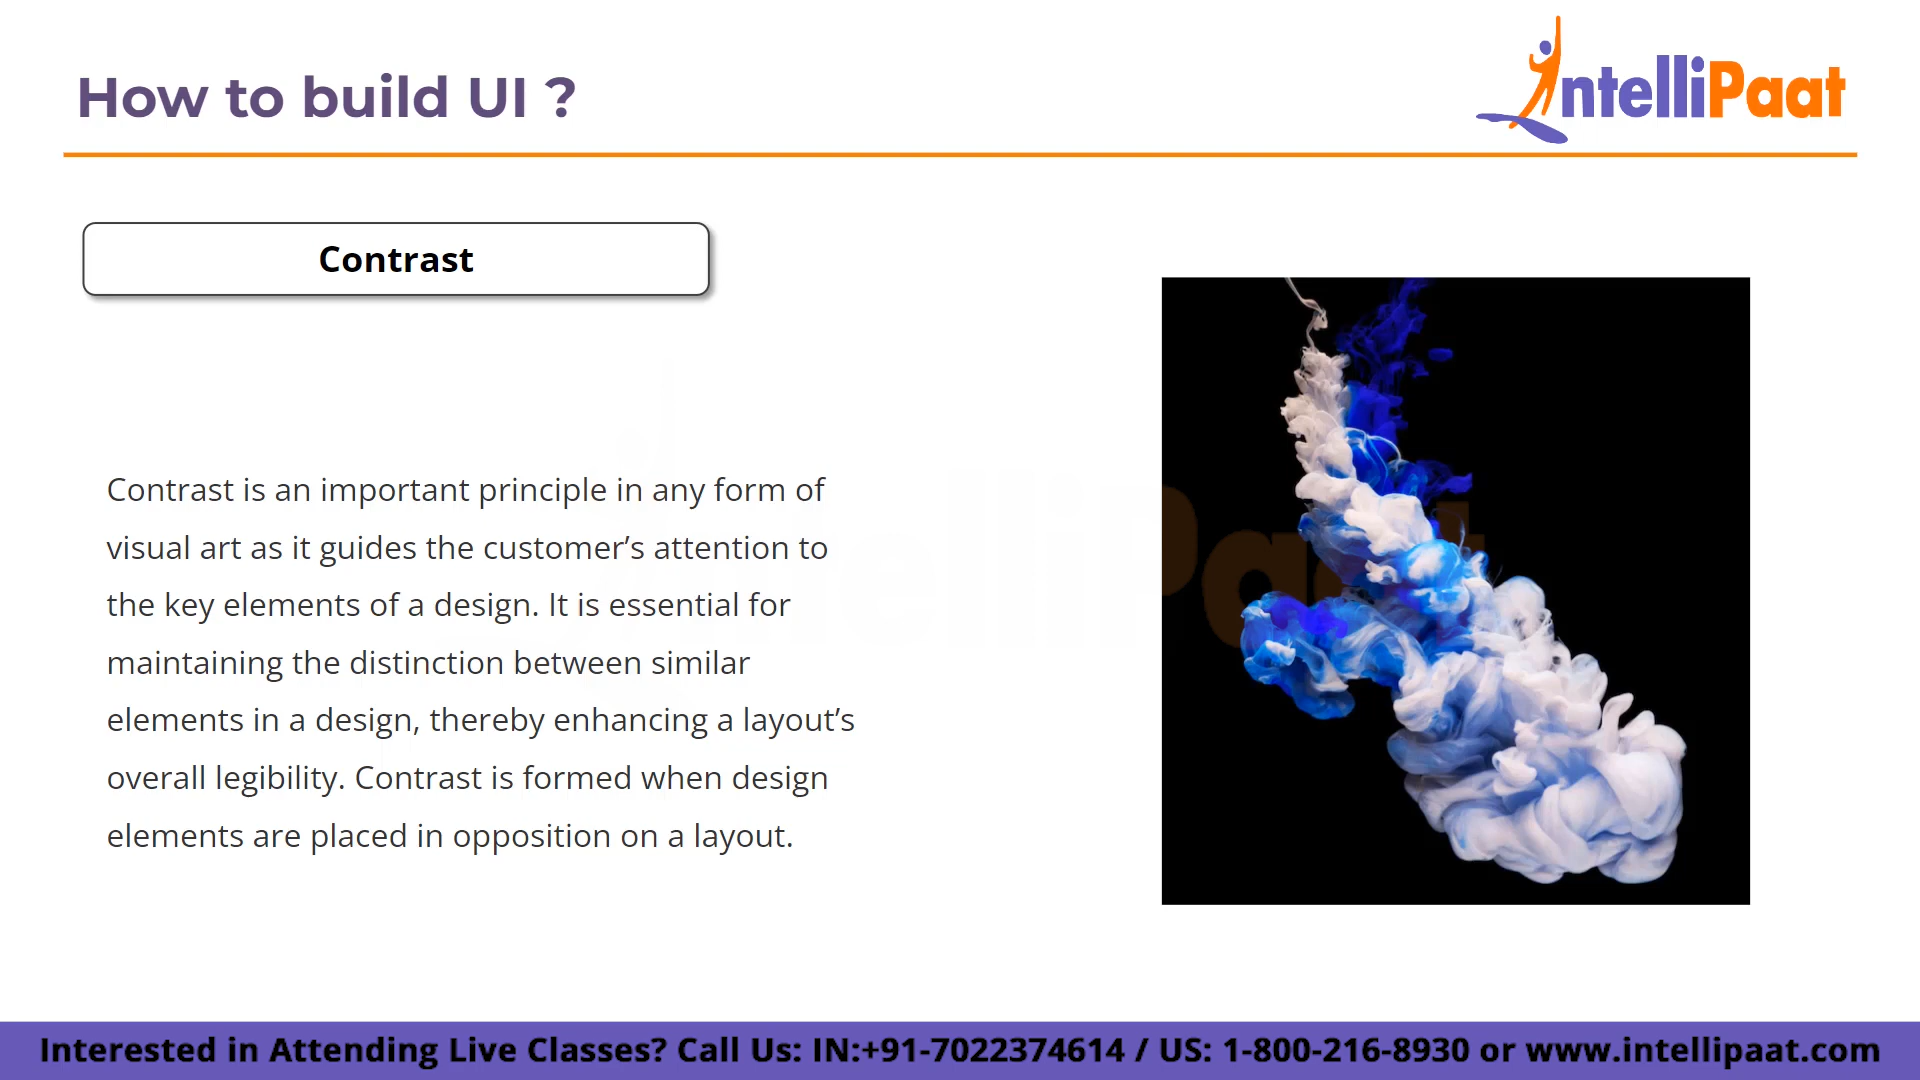 How to build UI ?
IntelliPaat
Contrast
Contrast is an important principle in any form of
visual art as it guides the customer’s attention to
the key elements of a design. It is essential for
maintaining the distinction between similar
elements in a design, thereby enhancing a layout’s
overall legibility. Contrast is formed when design
elements are placed in opposition on a layout.
Interested in Attending Live Classes? Call Us: IN:+91-7022374614 / US: 1-800-216-8930 or www.intellipaat.com